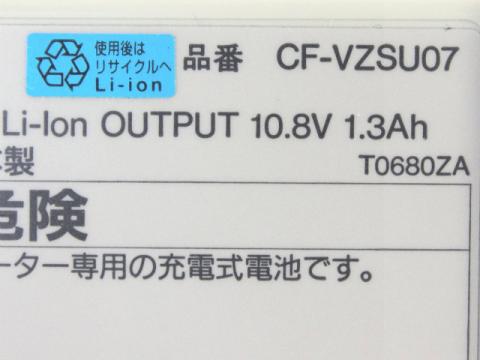 使用後は
リサイクルへ
Li-ion
品番 CF-VZSU07
Li-Ion OUTPUT 10.8V 1.3Ah
製 T0680ZA
危険
ーター専用の充電式電池です。